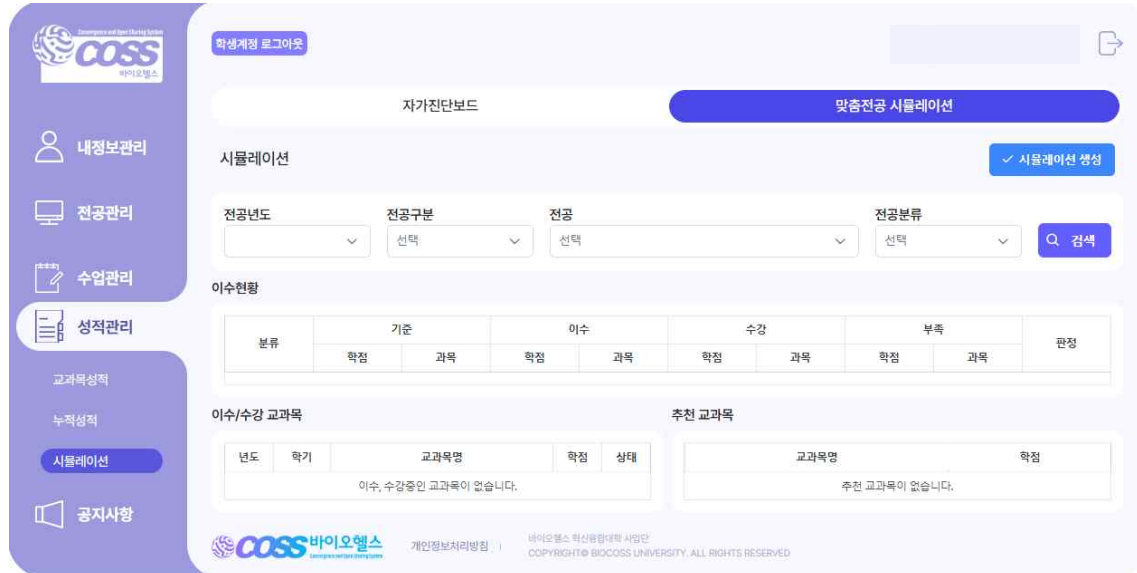 Convergence and Open Sharing System
COSS
바이오헬스
내정보관리
전공관리
수업관리
성적관리
교과목성적
누적성적
시뮬레이션
공지사항
학생계정 로그아웃
자가진단보드 맞춤전공 시뮬레이션
시뮬레이션 시뮬레이션 생성
전공년도 전공구분 전공 전공분류
선택 선택 선택 검색
이수현황
분류 기준 이수 수강 부족 판정
학점 과목 학점 과목 학점 과목 학점 과목
이수/수강 교과목 추천 교과목
년도 학기 교과목명 학점 상태 교과목명 학점
이수, 수강중인 교과목이 없습니다. 추천 교과목이 없습니다.
COSS 바이오헬스 개인정보처리방침 바이오헬스 혁신융합대학 사업단
Convergence and Open Sharing System COPYRIGHT© BIOCOSS UNIVERSITY. ALL RIGHTS RESERVED